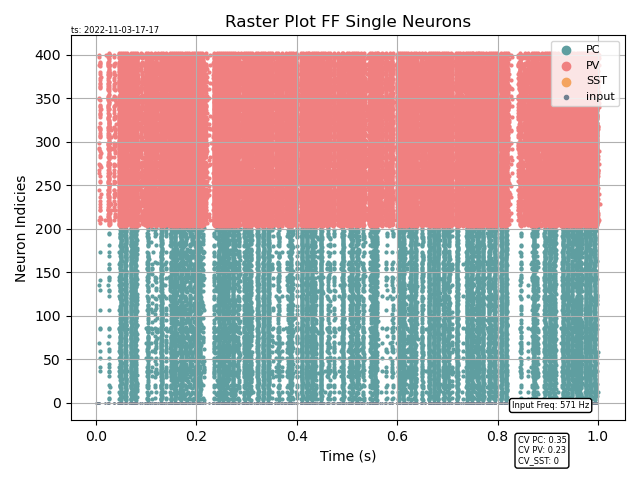 Raster Plot FF Single Neurons
ts: 2022-11-03-17-17
PC
PV
SST
input
400
350
300
250
200
150
100
50
0
Neuron Indicies
Input Freq: 571 Hz
0.0 0.2 0.4 0.6 0.8 1.0
Time (s)
CV PC: 0.35
CV PV: 0.23
CV_SST: 0